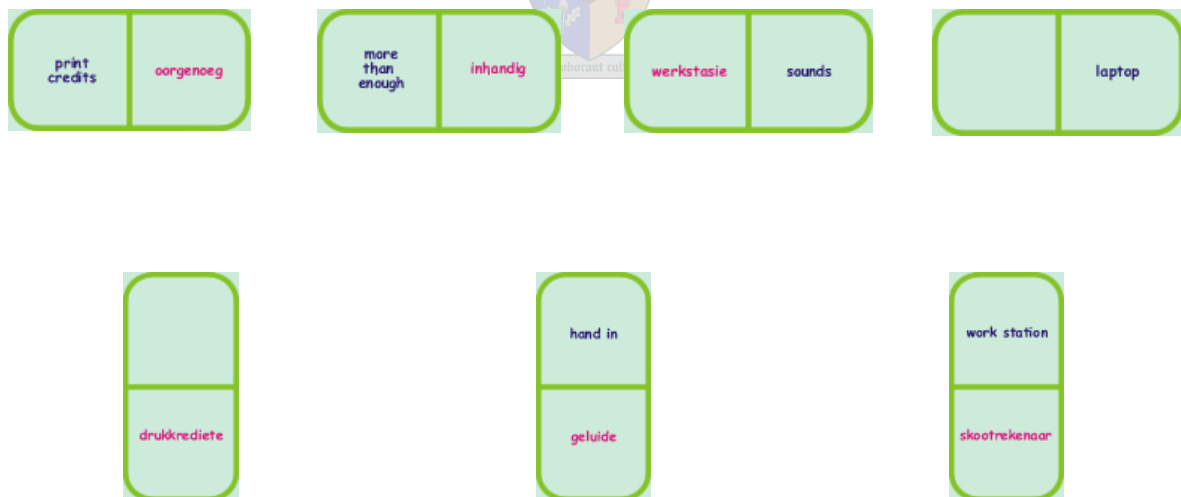 print
credits
oorgenoeg
more
than
enough
inhandig
werkstasie
sounds
laptop
hand in
work station
drukkrediete
geluide
skootrekenaar